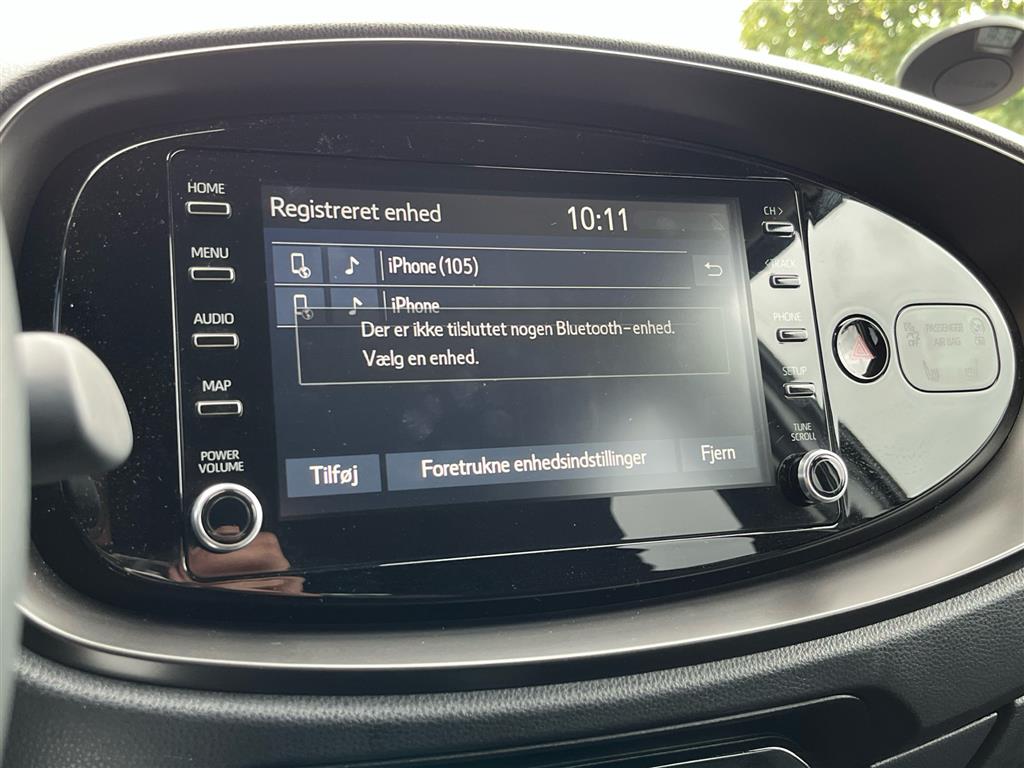 HOME
MENU
AUDIO
MAP
POWER
VOLUME
Registreret enhed
10:11
iPhone (105)
iPhone
Der er ikke tilsluttet nogen Bluetooth-enhed.
Vælg en enhed.
Tilføj
Foretrukne enhedsindstillinger
Fjern
CH >
< TRACK
PHONE
SETUP
TUNE
SCROLL
PASSENGER
AIR BAG